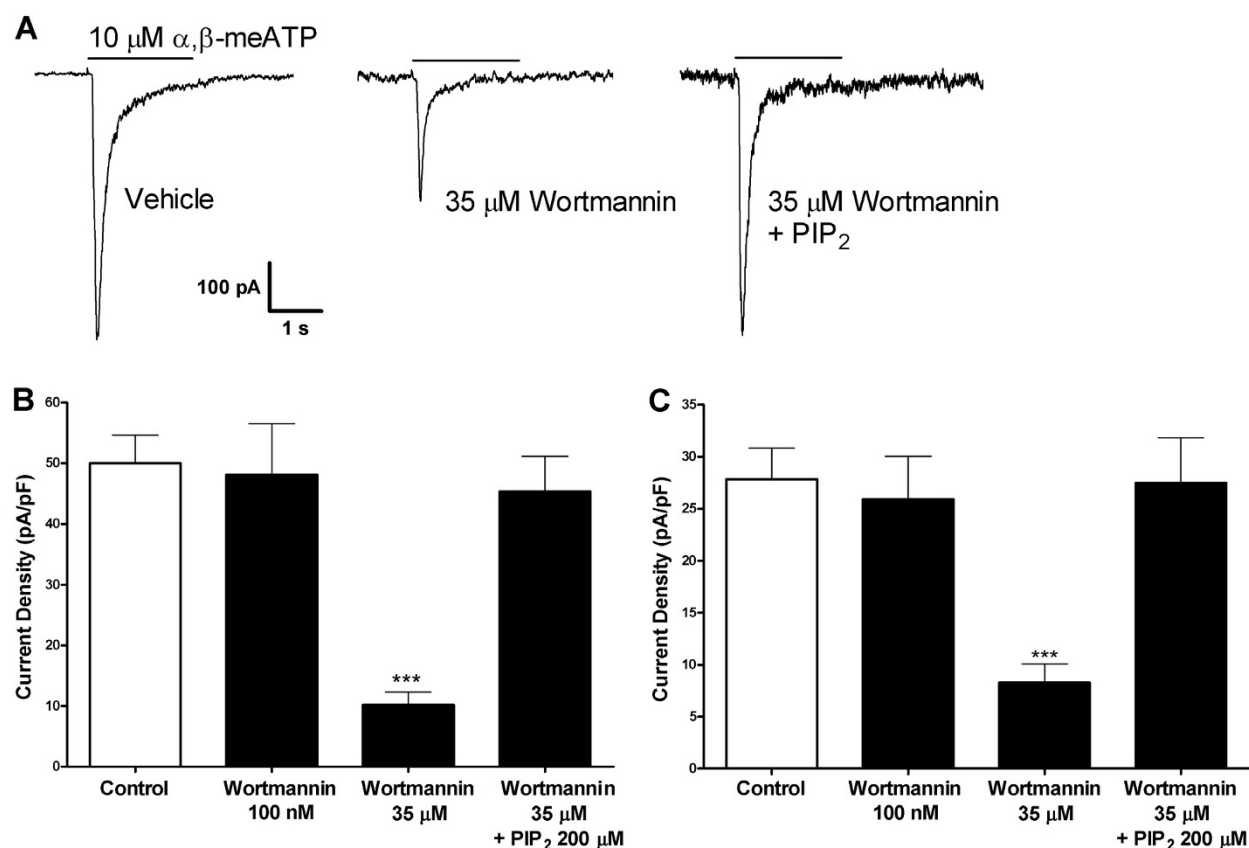 A
10 μM α,β-meATP
Vehicle
35 μM Wortmannin
35 μM Wortmannin
+ PIP₂
100 pA
1 s
B
Current Density (pA/pF)
60
50
40
30
20
10
0
***
Control
Wortmannin
100 nM
Wortmannin
35 μM
Wortmannin
35 μM
+ PIP₂ 200 μM
C
Current Density (pA/pF)
35
30
25
20
15
10
5
0
***
Control
Wortmannin
100 nM
Wortmannin
35 μM
Wortmannin
35 μM
+ PIP₂ 200 μM